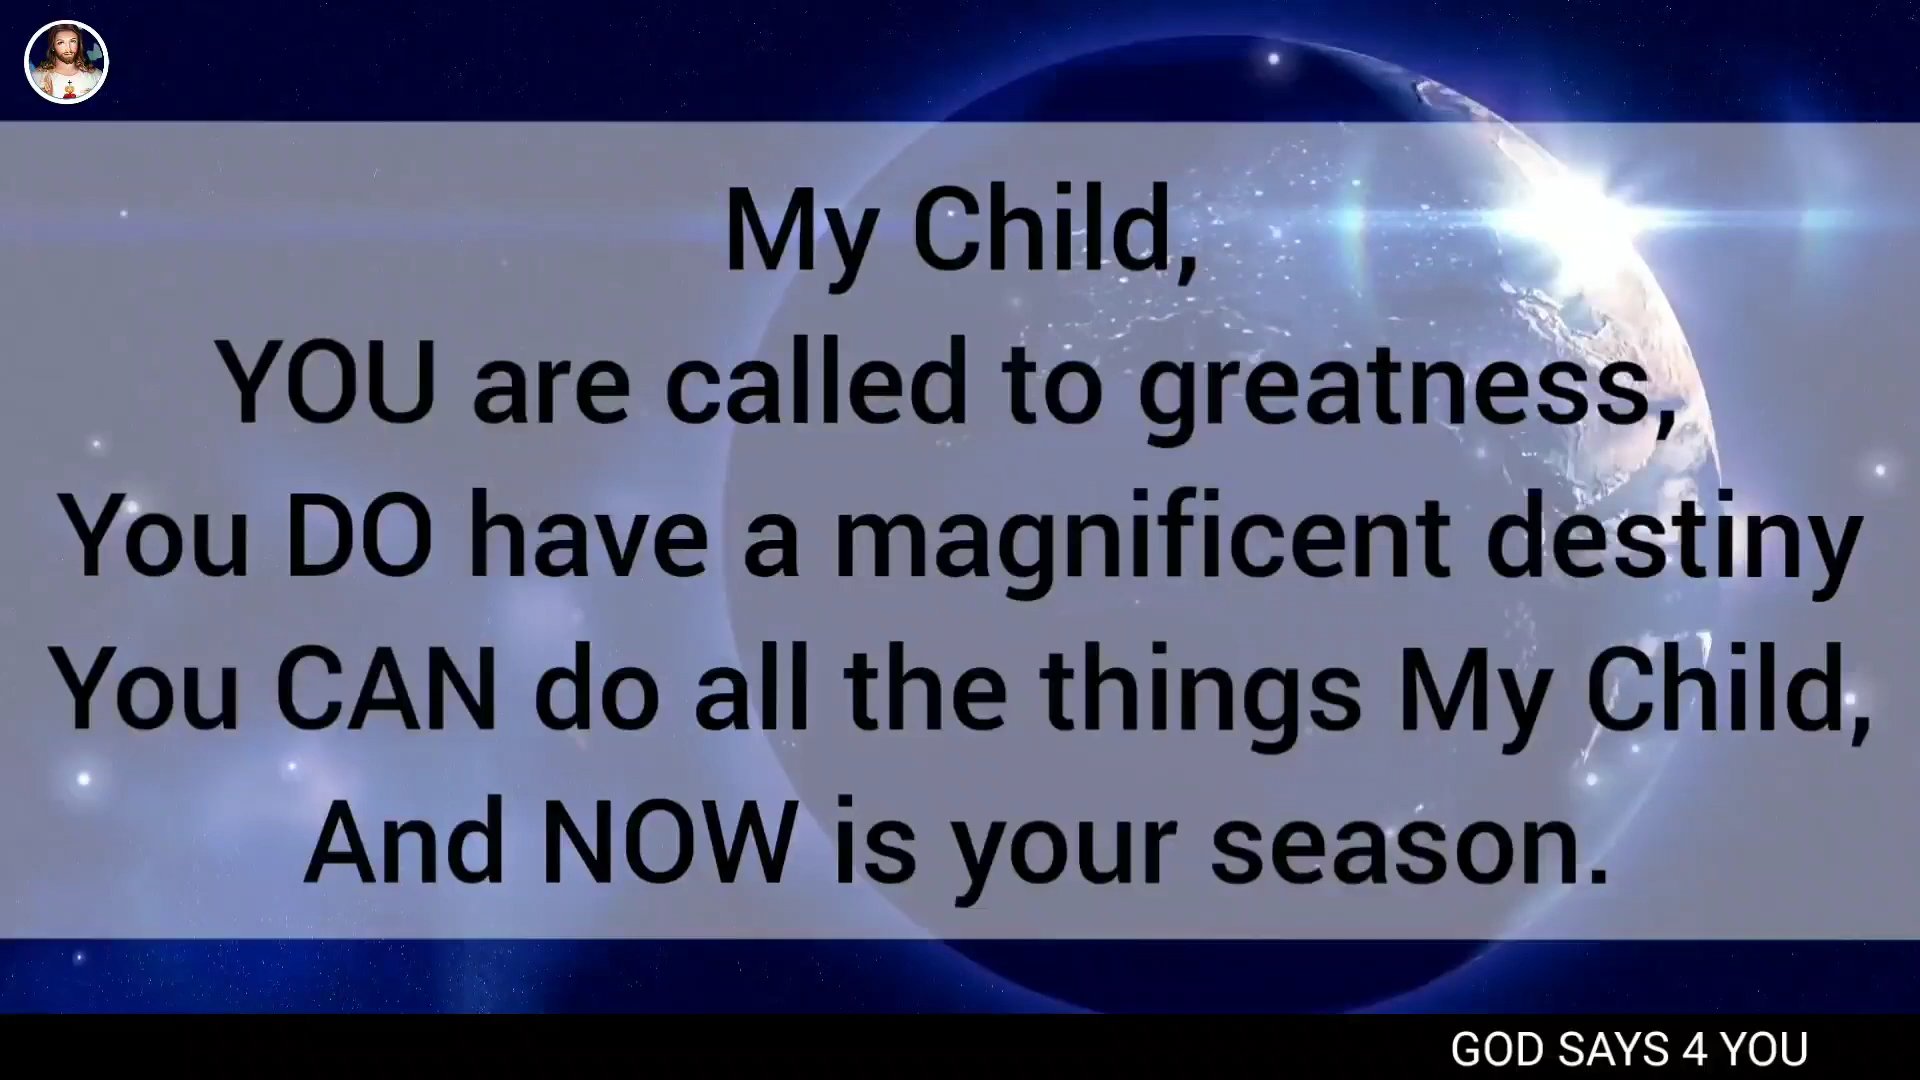 My Child,
YOU are called to greatness,
You DO have a magnificent destiny
You CAN do all the things My Child,
And NOW is your season.
GOD SAYS 4 YOU